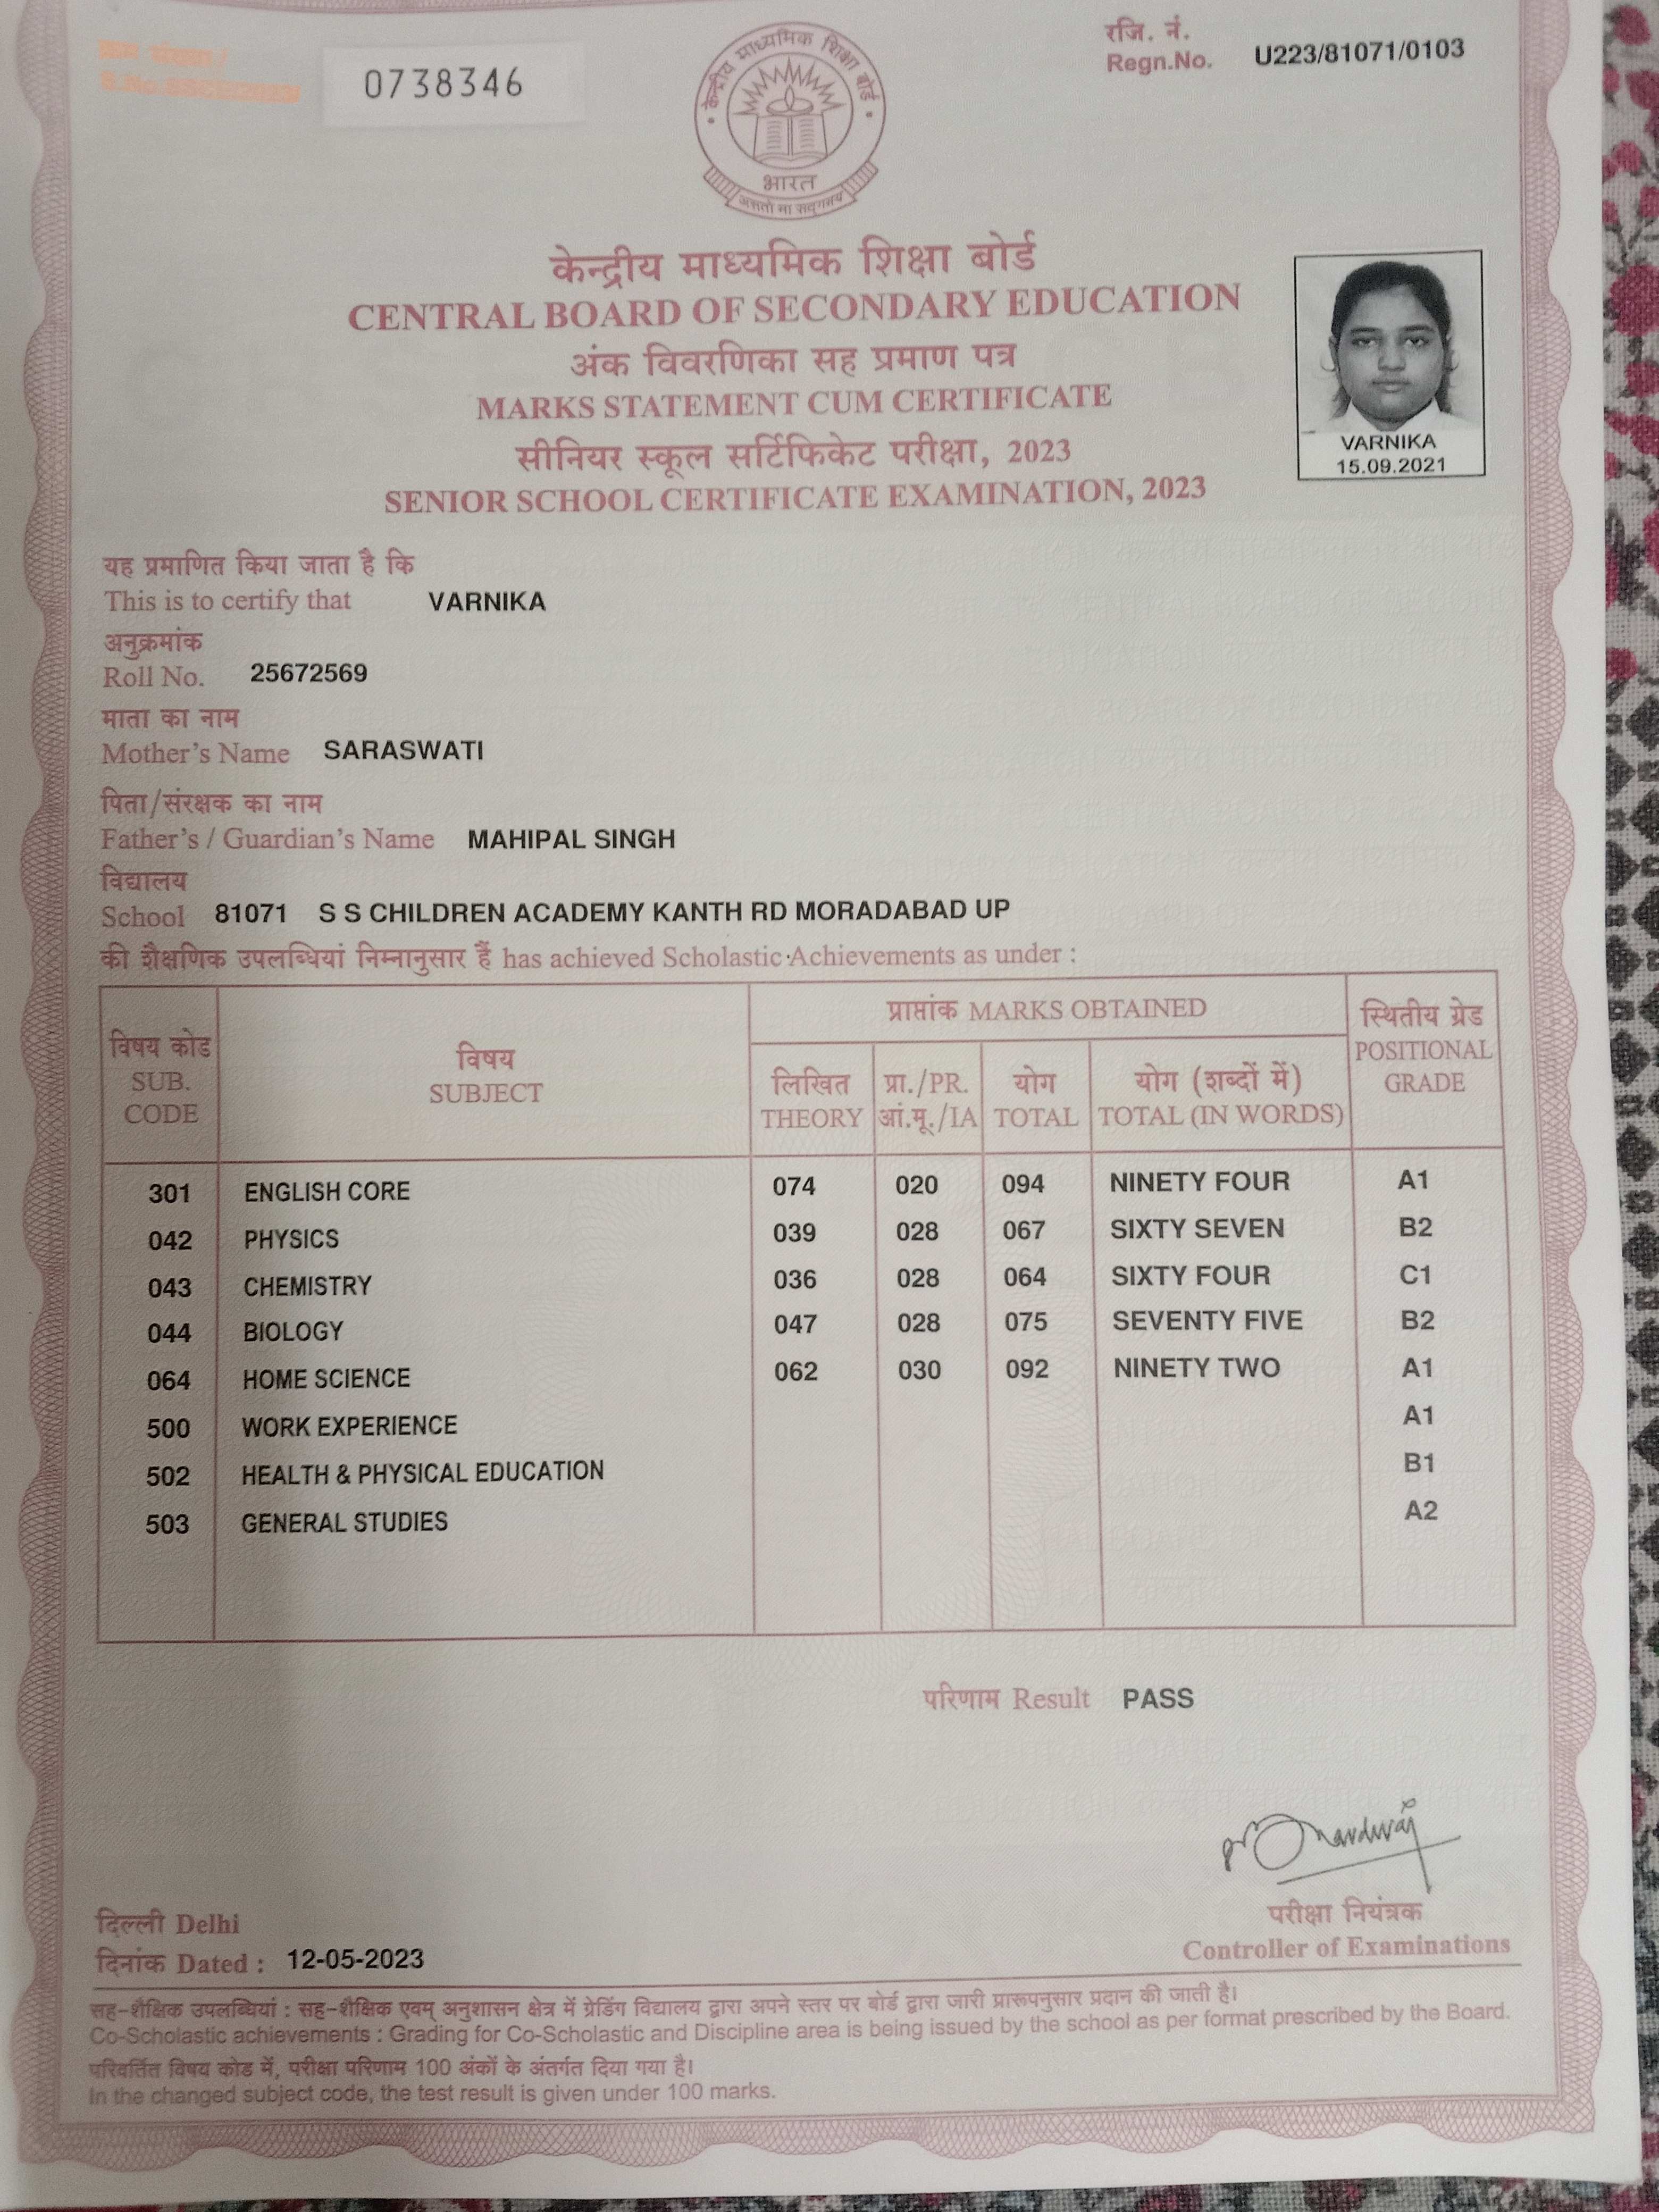 क्रम संख्या /
0738346
रजि. नं.
Regn.No. U223/81071/0103
केन्द्रीय माध्यमिक शिक्षा बोर्ड
भारत
असतो मा सद्गमय
केन्द्रीय माध्यमिक शिक्षा बोर्ड
CENTRAL BOARD OF SECONDARY EDUCATION
अंक विवरणिका सह प्रमाण पत्र
MARKS STATEMENT CUM CERTIFICATE
सीनियर स्कूल सर्टिफिकेट परीक्षा, 2023
SENIOR SCHOOL CERTIFICATE EXAMINATION, 2023
VARNIKA
15.09.2021
यह प्रमाणित किया जाता है कि
This is to certify that VARNIKA
अनुक्रमांक
Roll No. 25672569
माता का नाम
Mother's Name SARASWATI
पिता/संरक्षक का नाम
Father's / Guardian's Name MAHIPAL SINGH
विद्यालय
School 81071 S S CHILDREN ACADEMY KANTH RD MORADABAD UP
की शैक्षणिक उपलब्धियां निम्नानुसार हैं has achieved Scholastic Achievements as under :
विषय कोड
SUB.
CODE
विषय
SUBJECT
प्राप्तांक MARKS OBTAINED
लिखित
THEORY
प्रा./PR.
आं.मू./IA
योग
TOTAL
योग (शब्दों में)
TOTAL (IN WORDS)
स्थितीय ग्रेड
POSITIONAL
GRADE
301 ENGLISH CORE 074 020 094 NINETY FOUR A1
042 PHYSICS 039 028 067 SIXTY SEVEN B2
043 CHEMISTRY 036 028 064 SIXTY FOUR C1
044 BIOLOGY 047 028 075 SEVENTY FIVE B2
064 HOME SCIENCE 062 030 092 NINETY TWO A1
500 WORK EXPERIENCE A1
502 HEALTH & PHYSICAL EDUCATION B1
503 GENERAL STUDIES A2
परिणाम Result PASS
परीक्षा नियंत्रक
Controller of Examinations
दिल्ली Delhi
दिनांक Dated : 12-05-2023
सह-शैक्षिक उपलब्धियां : सह-शैक्षिक एवम् अनुशासन क्षेत्र में ग्रेडिंग विद्यालय द्वारा अपने स्तर पर बोर्ड द्वारा जारी प्रारूपनुसार प्रदान की जाती है।
Co-Scholastic achievements : Grading for Co-Scholastic and Discipline area is being issued by the school as per format prescribed by the Board.
परिवर्तित विषय कोड में, परीक्षा परिणाम 100 अंकों के अंतर्गत दिया गया है।
In the changed subject code, the test result is given under 100 marks.